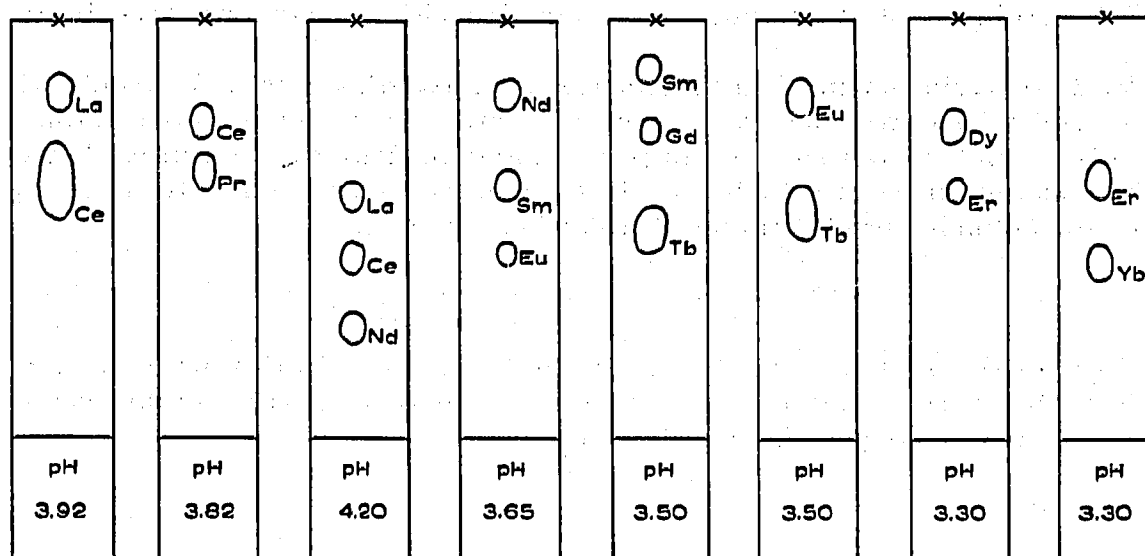 x x x x x x x x
La
Ce
pH
3.92
Ce
Pr
pH
3.82
La
Ce
Nd
pH
4.20
Nd
Sm
Eu
pH
3.65
Sm
Gd
Tb
pH
3.50
Eu
Tb
pH
3.50
Dy
Er
pH
3.30
Er
Yb
pH
3.30